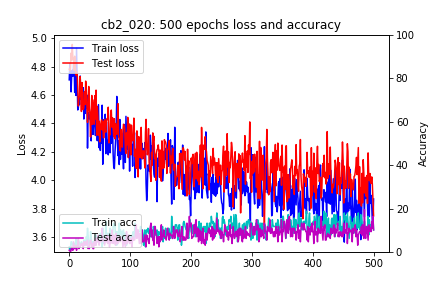 cb2_020: 500 epochs loss and accuracy
Train loss
Test loss
Train acc
Test acc
Loss
5.0
4.8
4.6
4.4
4.2
4.0
3.8
3.6
Accuracy
100
80
60
40
20
0
0 100 200 300 400 500